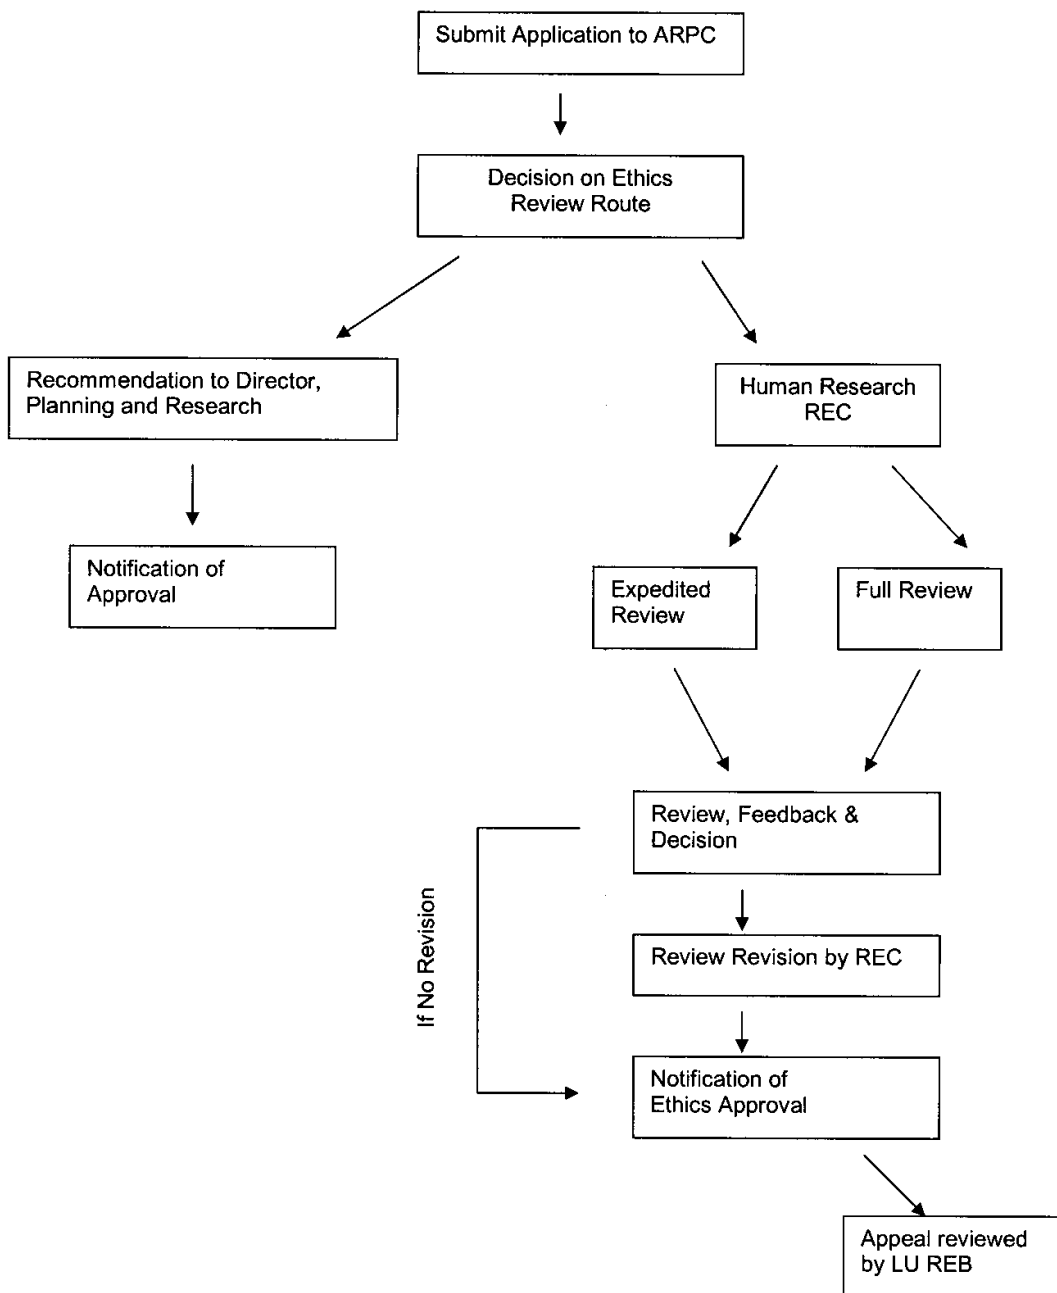 Submit Application to ARPC
Decision on Ethics
Review Route
Recommendation to Director,
Planning and Research
Human Research
REC
Notification of
Approval
Expedited
Review
Full Review
Review, Feedback &
Decision
If No Revision
Review Revision by REC
Notification of
Ethics Approval
Appeal reviewed
by LU REB